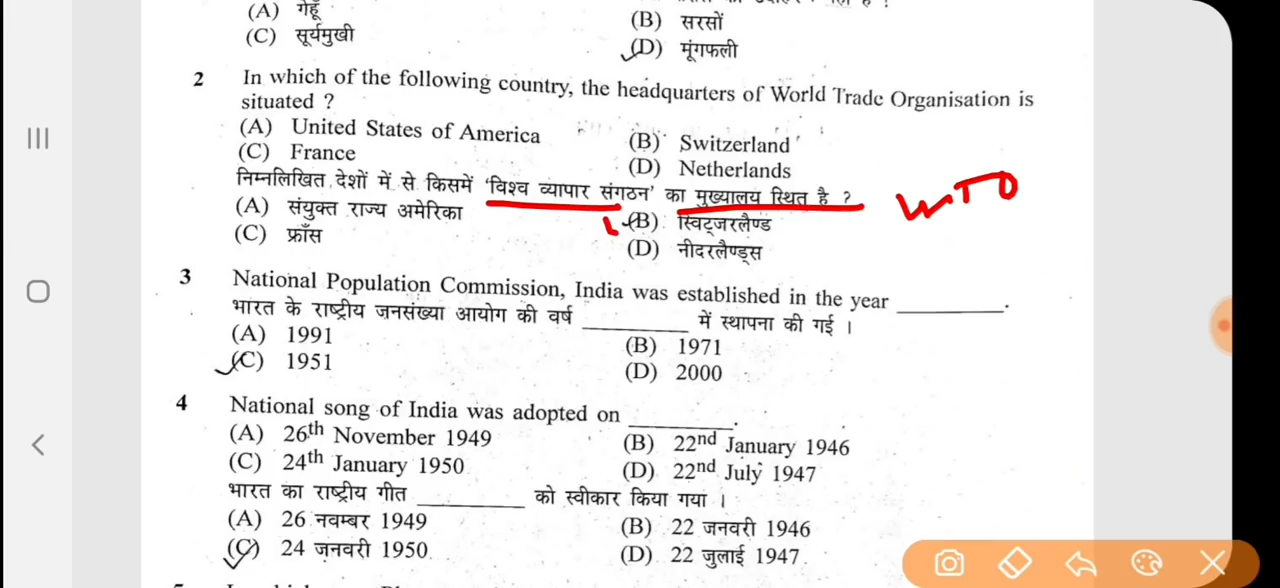 (A) गेहूँ
(B) सरसों
(C) सूर्यमुखी
(D) मूंगफली
2 In which of the following country, the headquarters of World Trade Organisation is
situated ?
(A) United States of America
(B) Switzerland
(C) France
(D) Netherlands
निम्नलिखित देशों में से किसमें 'विश्व व्यापार संगठन' का मुख्यालय स्थित है ?
WTO
(A) संयुक्त राज्य अमेरिका
(B) स्विट्जरलैण्ड
(C) फ्राँस
(D) नीदरलैण्ड्स
3 National Population Commission, India was established in the year ________.
भारत के राष्ट्रीय जनसंख्या आयोग की वर्ष ________ में स्थापना की गई ।
(A) 1991
(B) 1971
(C) 1951
(D) 2000
4 National song of India was adopted on ________.
(A) 26th November 1949
(B) 22nd January 1946
(C) 24th January 1950
(D) 22nd July 1947
भारत का राष्ट्रीय गीत ________ को स्वीकार किया गया ।
(A) 26 नवम्बर 1949
(B) 22 जनवरी 1946
(C) 24 जनवरी 1950
(D) 22 जुलाई 1947